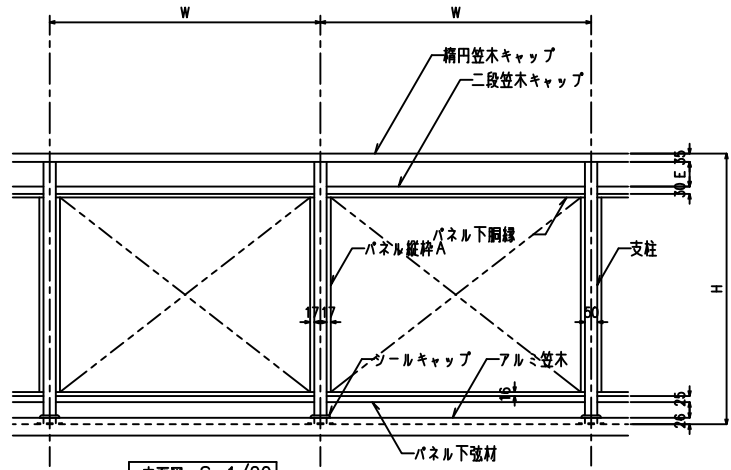 W
W
楕円笠木キャップ
二段笠木キャップ
35
E
30
パネル下胴縁
パネル縦枠A
支柱
H
17
17
50
シールキャップ
アルミ笠木
16
25
26
パネル下弦材